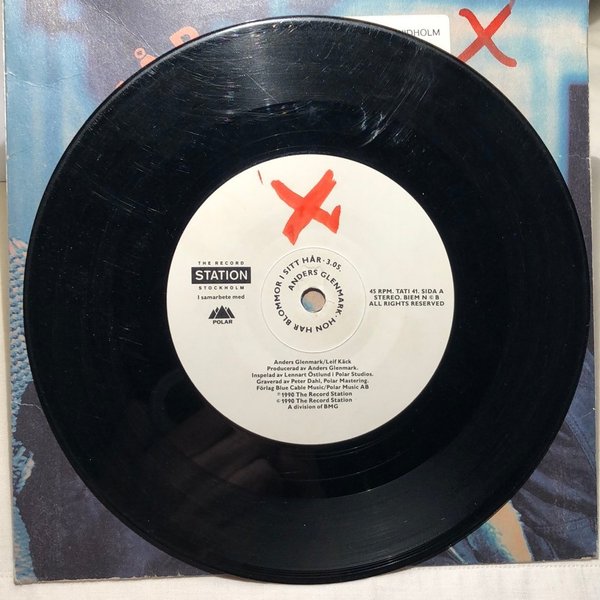 ÅR
IDHOLM
X
X
THE RECORD
STATION
STOCKHOLM
I samarbete med
POLAR
ANDERS GLENMARK · HON HAR BLOMMOR I SITT HÅR · 3.05.
45 RPM. TATI 41. SIDA A
STEREO. BIEM N © B
ALL RIGHTS RESERVED
Anders Glenmark/Leif Käck
Producerad av Anders Glenmark.
Inspelad av Lennart Östlund i Polar Studios.
Graverad av Peter Dahl, Polar Mastering.
Förlag Blue Cable Music/Polar Music AB
℗ 1990 The Record Station
© 1990 The Record Station
A division of BMG